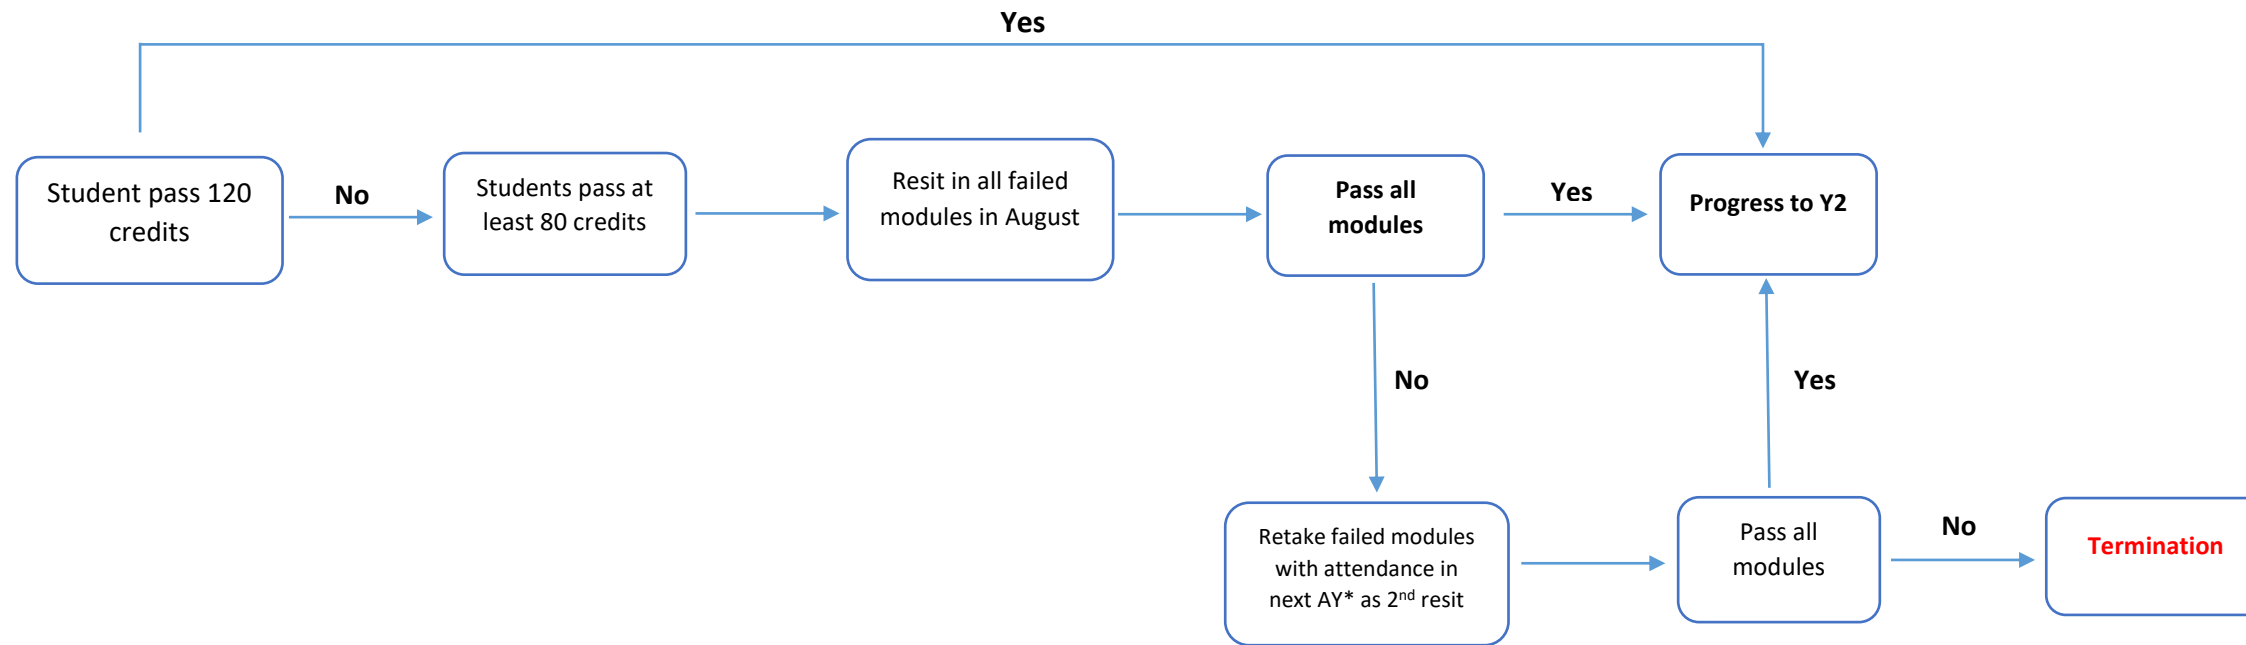 Yes
Student pass 120
credits
No
Students pass at
least 80 credits
Resit in all failed
modules in August
Pass all
modules
Yes
Progress to Y2
No
Yes
Retake failed modules
with attendance in
next AY* as 2nd resit
Pass all
modules
No
Termination